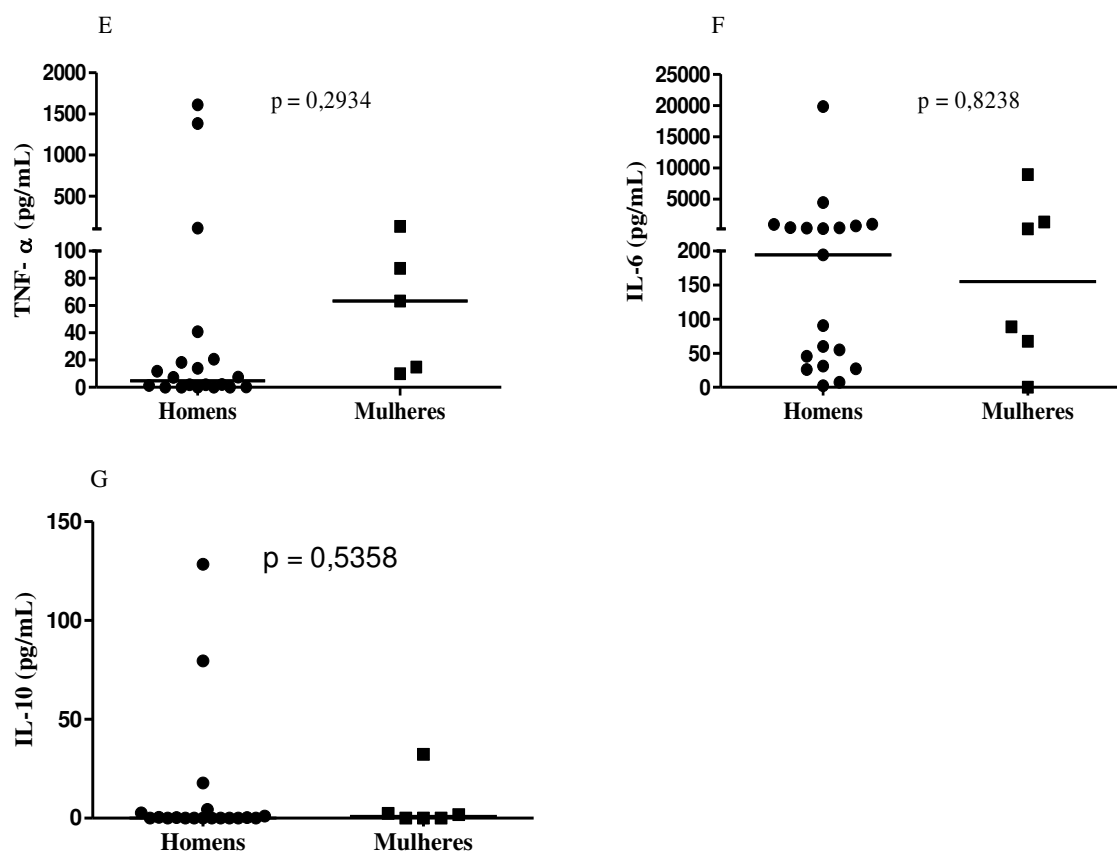 E
TNF- α (pg/mL)
2000
1500
1000
500
100
80
60
40
20
0
p = 0,2934
Homens
Mulheres
F
IL-6 (pg/mL)
25000
20000
15000
10000
5000
200
150
100
50
0
p = 0,8238
Homens
Mulheres
G
IL-10 (pg/mL)
150
100
50
0
p = 0,5358
Homens
Mulheres